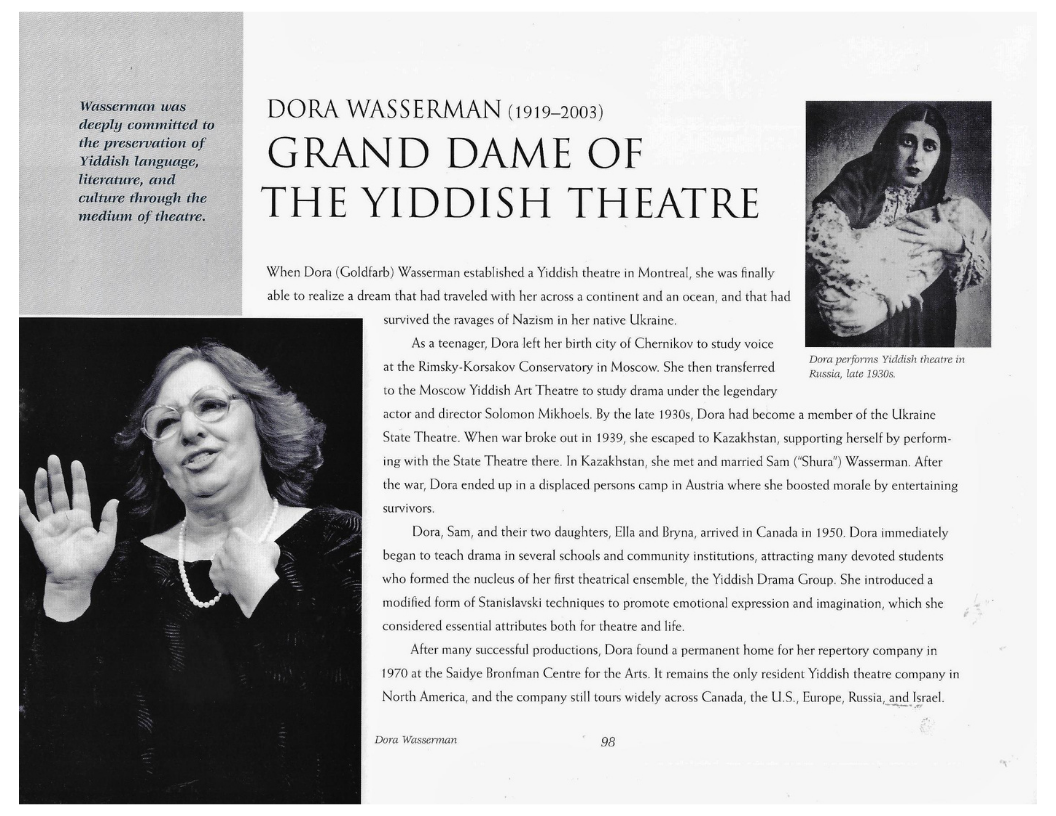 Wasserman was
deeply committed to
the preservation of
Yiddish language,
literature, and
culture through the
medium of theatre.
DORA WASSERMAN (1919–2003)
GRAND DAME OF
THE YIDDISH THEATRE
When Dora (Goldfarb) Wasserman established a Yiddish theatre in Montreal, she was finally
able to realize a dream that had traveled with her across a continent and an ocean, and that had
survived the ravages of Nazism in her native Ukraine.
As a teenager, Dora left her birth city of Chernikov to study voice
at the Rimsky-Korsakov Conservatory in Moscow. She then transferred
to the Moscow Yiddish Art Theatre to study drama under the legendary
actor and director Solomon Mikhoels. By the late 1930s, Dora had become a member of the Ukraine
State Theatre. When war broke out in 1939, she escaped to Kazakhstan, supporting herself by perform-
ing with the State Theatre there. In Kazakhstan, she met and married Sam ("Shura") Wasserman. After
the war, Dora ended up in a displaced persons camp in Austria where she boosted morale by entertaining
survivors.
Dora, Sam, and their two daughters, Ella and Bryna, arrived in Canada in 1950. Dora immediately
began to teach drama in several schools and community institutions, attracting many devoted students
who formed the nucleus of her first theatrical ensemble, the Yiddish Drama Group. She introduced a
modified form of Stanislavski techniques to promote emotional expression and imagination, which she
considered essential attributes both for theatre and life.
After many successful productions, Dora found a permanent home for her repertory company in
1970 at the Saidye Bronfman Centre for the Arts. It remains the only resident Yiddish theatre company in
North America, and the company still tours widely across Canada, the U.S., Europe, Russia, and Israel.
Dora performs Yiddish theatre in
Russia, late 1930s.
Dora Wasserman
98